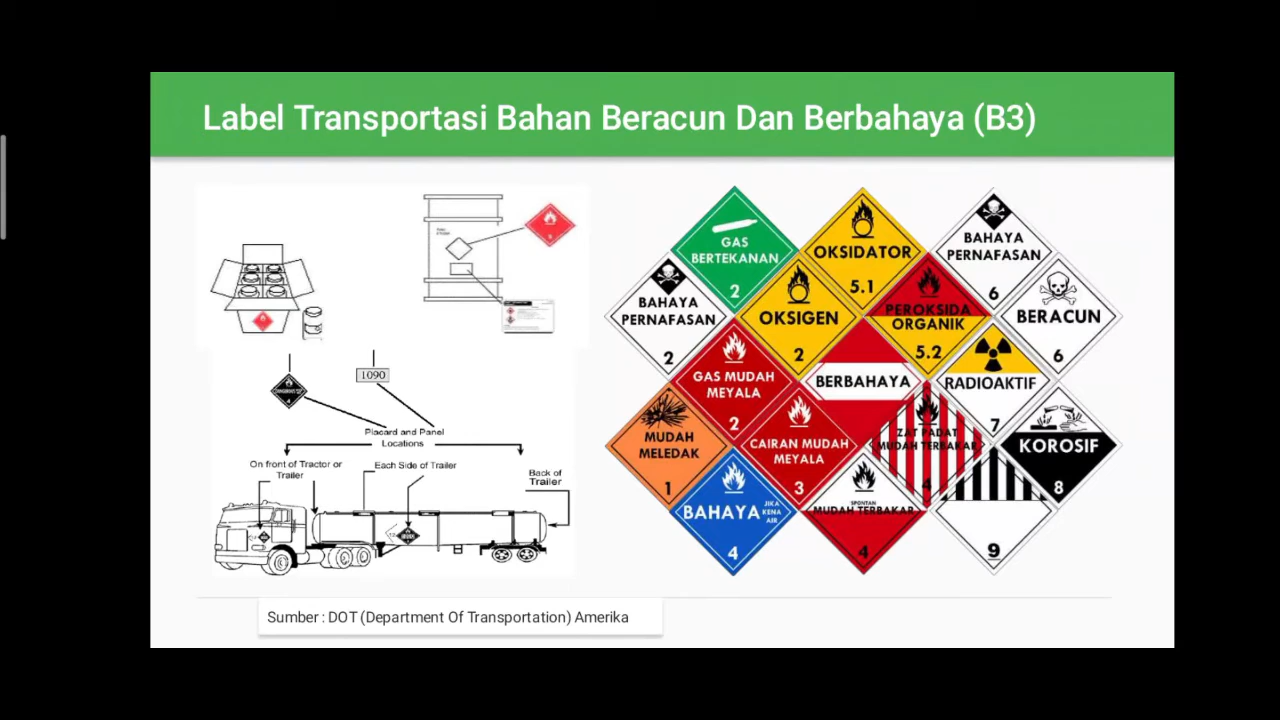 Label Transportasi Bahan Beracun Dan Berbahaya (B3)
1090
Placard and Panel
Locations
On front of Tractor or
Trailer
Each Side of Trailer
Back of
Trailer
GAS
BERTEKANAN
2
OKSIDATOR
5.1
BAHAYA
PERNAFASAN
6
BAHAYA
PERNAFASAN
2
OKSIGEN
2
PEROKSIDA
ORGANIK
5.2
BERACUN
6
GAS MUDAH
MEYALA
2
BERBAHAYA
RADIOAKTIF
7
MUDAH
MELEDAK
1
CAIRAN MUDAH
MEYALA
3
ZAT PADAT
MUDAH TERBAKAR
4
KOROSIF
8
BAHAYA
JIKA
KENA
AIR
4
SPONTAN
MUDAH TERBAKAR
4
9
Sumber : DOT (Department Of Transportation) Amerika